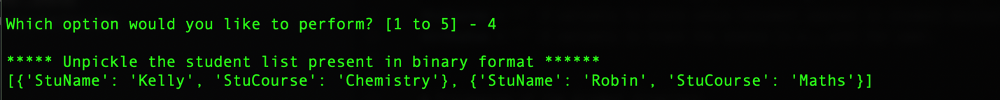 Which option would you like to perform? [1 to 5] - 4
***** Unpickle the student list present in binary format ******
[{'StuName': 'Kelly', 'StuCourse': 'Chemistry'}, {'StuName': 'Robin', 'StuCourse': 'Maths'}]